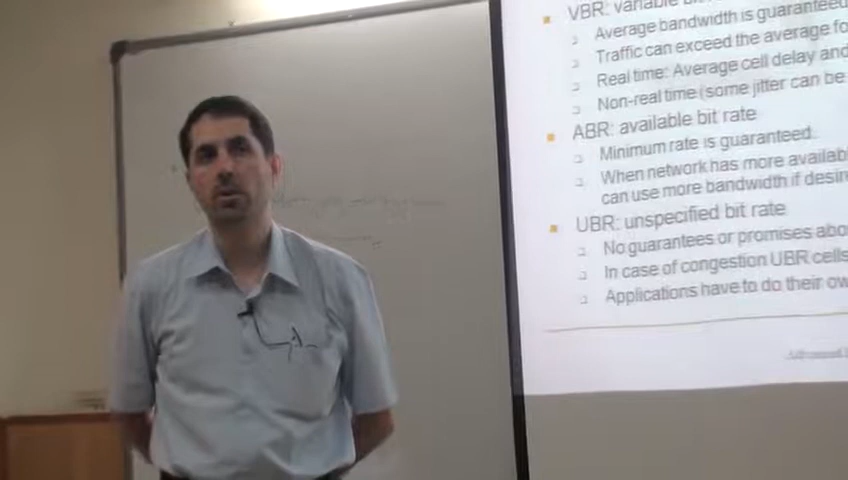 VBR: variable
Average bandwidth is guaranteed
Traffic can exceed the average fo
Real time: Average cell delay and
Non-real time (some jitter can be
ABR: available bit rate
Minimum rate is guaranteed.
When network has more availabl
can use more bandwidth if desire
UBR: unspecified bit rate
No guarantees or promises abo
In case of congestion UBR cells
Applications have to do their ow
Advanced